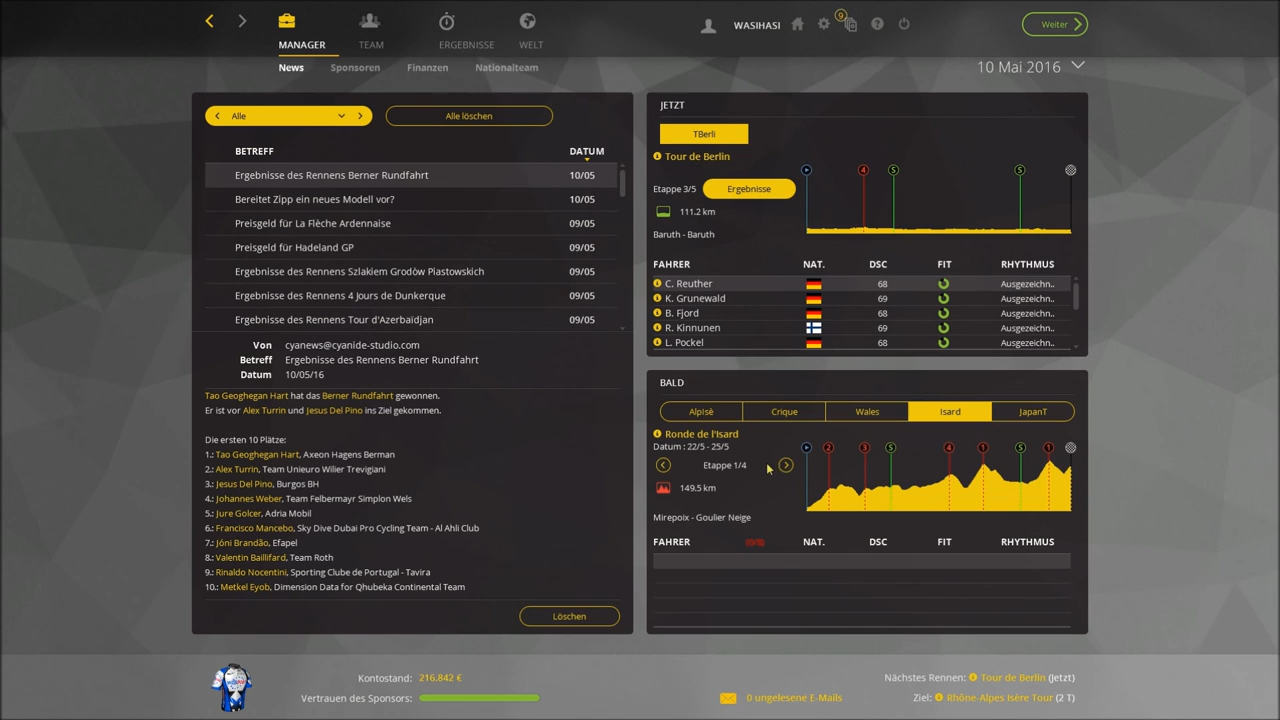 MANAGER
TEAM
ERGEBNISSE
WELT
WASIHASI
9
?
Weiter
News
Sponsoren
Finanzen
Nationalteam
10 Mai 2016
Alle
Alle löschen
BETREFF DATUM
Ergebnisse des Rennens Berner Rundfahrt 10/05
Bereitet Zipp ein neues Modell vor? 10/05
Preisgeld für La Flèche Ardennaise 09/05
Preisgeld für Hadeland GP 09/05
Ergebnisse des Rennens Szlakiem Grodòw Piastowskich 09/05
Ergebnisse des Rennens 4 Jours de Dunkerque 09/05
Ergebnisse des Rennens Tour d'Azerbaïdjan 09/05
Von cyanews@cyanide-studio.com
Betreff Ergebnisse des Rennens Berner Rundfahrt
Datum 10/05/16
Tao Geoghegan Hart hat das Berner Rundfahrt gewonnen.
Er ist vor Alex Turrin und Jesus Del Pino ins Ziel gekommen.
Die ersten 10 Plätze:
1.: Tao Geoghegan Hart, Axeon Hagens Berman
2.: Alex Turrin, Team Unieuro Wilier Trevigiani
3.: Jesus Del Pino, Burgos BH
4.: Johannes Weber, Team Felbermayr Simplon Wels
5.: Jure Golcer, Adria Mobil
6.: Francisco Mancebo, Sky Dive Dubai Pro Cycling Team - Al Ahli Club
7.: Jóni Brandão, Efapel
8.: Valentin Baillifard, Team Roth
9.: Rinaldo Nocentini, Sporting Clube de Portugal - Tavira
10.: Metkel Eyob, Dimension Data for Qhubeka Continental Team
Löschen
JETZT
TBerli
Tour de Berlin
Etappe 3/5
Ergebnisse
111.2 km
Baruth - Baruth
4 S S
FAHRER NAT. DSC FIT RHYTHMUS
C. Reuther 68 Ausgezeichn..
K. Grunewald 69 Ausgezeichn..
B. Fjord 68 Ausgezeichn..
R. Kinnunen 69 Ausgezeichn..
L. Pockel 68 Ausgezeichn..
BALD
AlpIsè
Crique
Wales
Isard
JapanT
Ronde de l'Isard
Datum : 22/5 - 25/5
Etappe 1/4
149.5 km
Mirepoix - Goulier Neige
2 3 S 4 1 S 1
FAHRER NAT. DSC FIT RHYTHMUS
Kontostand: 216.842 €
Vertrauen des Sponsors:
0 ungelesene E-Mails
Nächstes Rennen: Tour de Berlin (Jetzt)
Ziel: Rhône-Alpes Isère Tour (2 T)